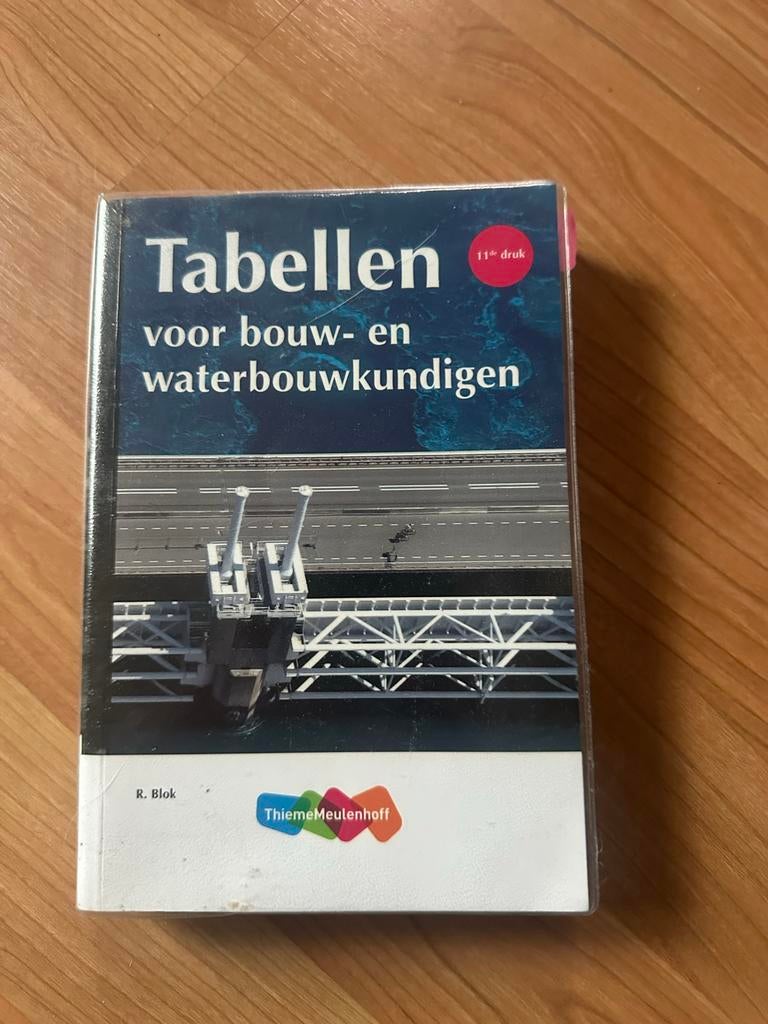 Tabellen
11de druk
voor bouw- en
waterbouwkundigen
R. Blok
ThiemeMeulenhoff